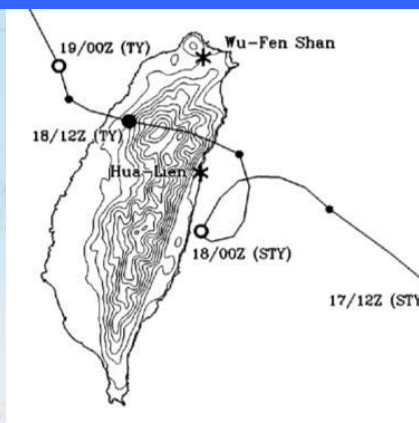 19/00Z (TY)
Wu-Fen Shan
18/12Z (TY)
Hua-Lien
18/00Z (STY)
17/12Z (STY